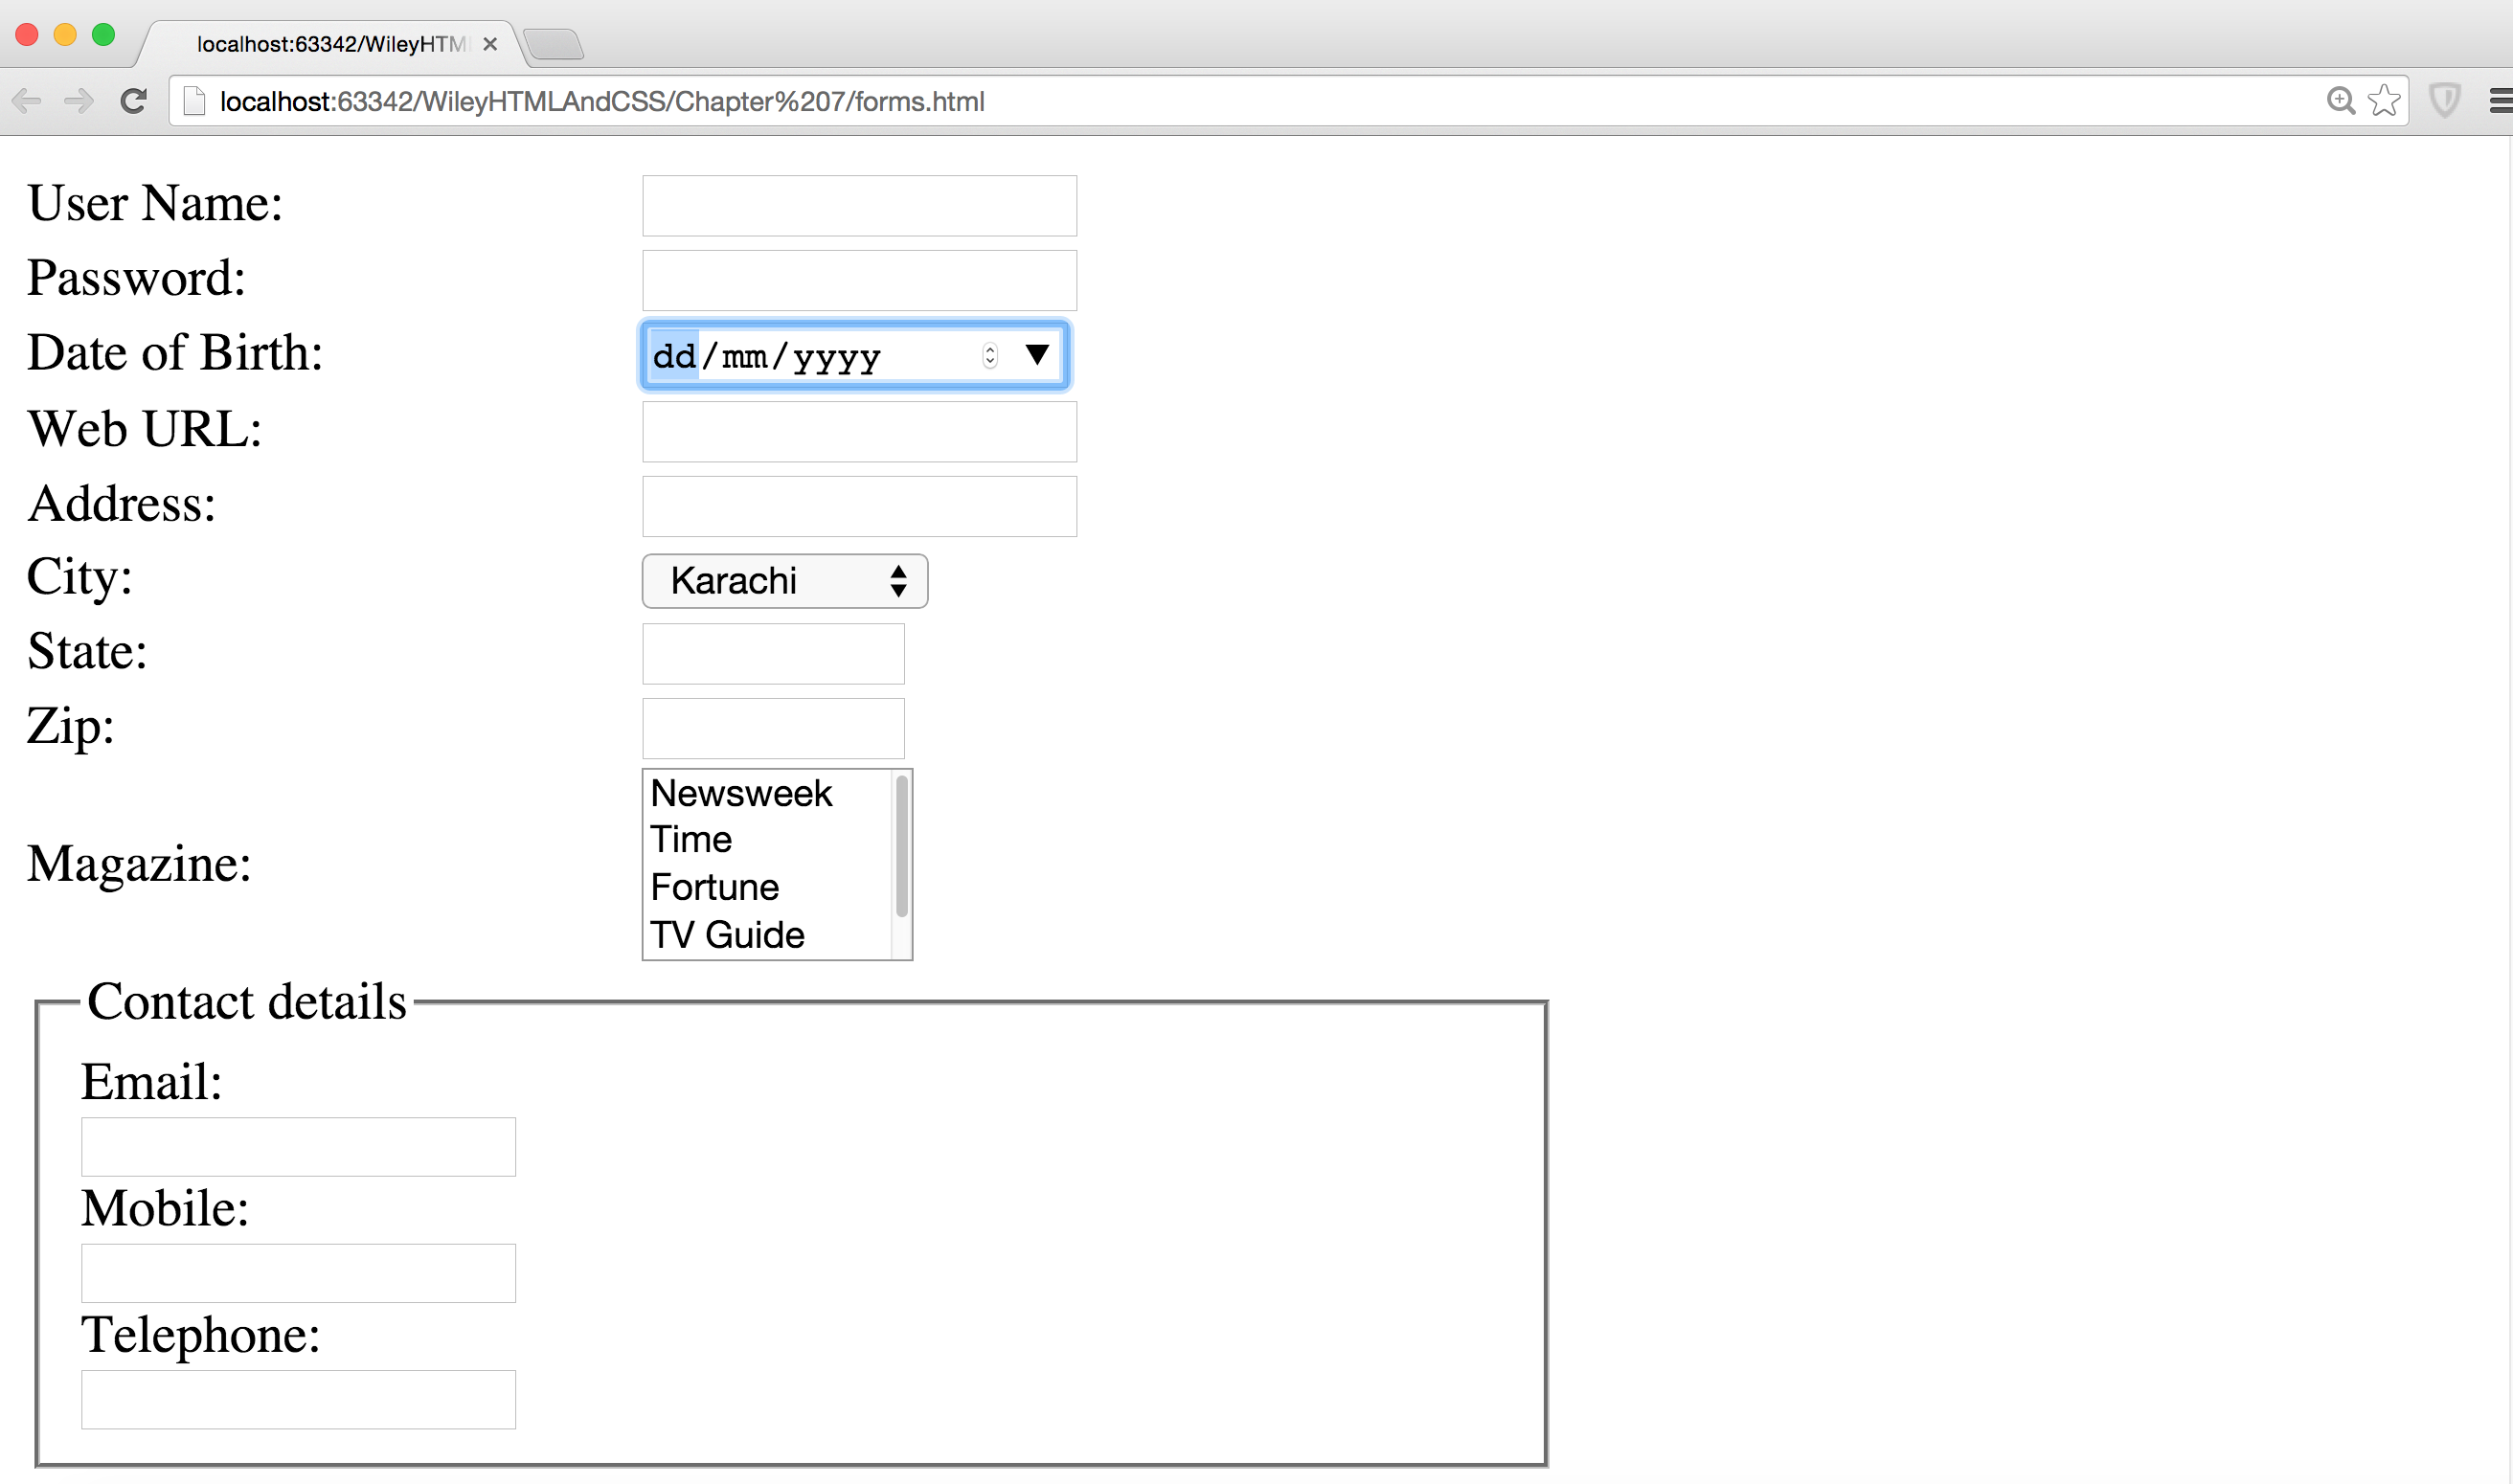 localhost:63342/WileyHTM
localhost:63342/WileyHTMLAndCSS/Chapter%207/forms.html
User Name:
Password:
Date of Birth: dd/mm/yyyy
Web URL:
Address:
City: Karachi
State:
Zip:
Magazine:
Newsweek
Time
Fortune
TV Guide
Contact details
Email:
Mobile:
Telephone: